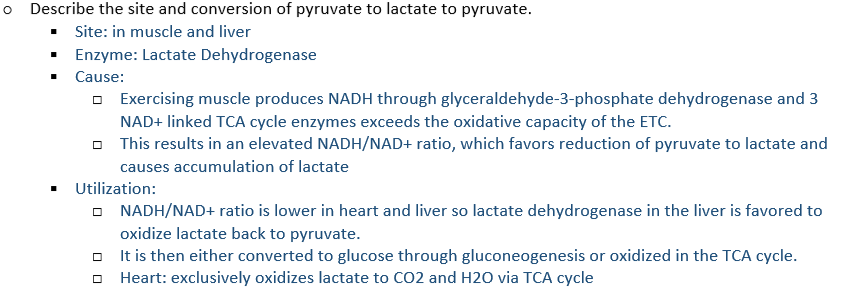 Describe the site and conversion of pyruvate to lactate to pyruvate.
Site: in muscle and liver
Enzyme: Lactate Dehydrogenase
Cause:
Exercising muscle produces NADH through glyceraldehyde-3-phosphate dehydrogenase and 3
NAD+ linked TCA cycle enzymes exceeds the oxidative capacity of the ETC.
This results in an elevated NADH/NAD+ ratio, which favors reduction of pyruvate to lactate and
causes accumulation of lactate
Utilization:
NADH/NAD+ ratio is lower in heart and liver so lactate dehydrogenase in the liver is favored to
oxidize lactate back to pyruvate.
It is then either converted to glucose through gluconeogenesis or oxidized in the TCA cycle.
Heart: exclusively oxidizes lactate to CO2 and H2O via TCA cycle